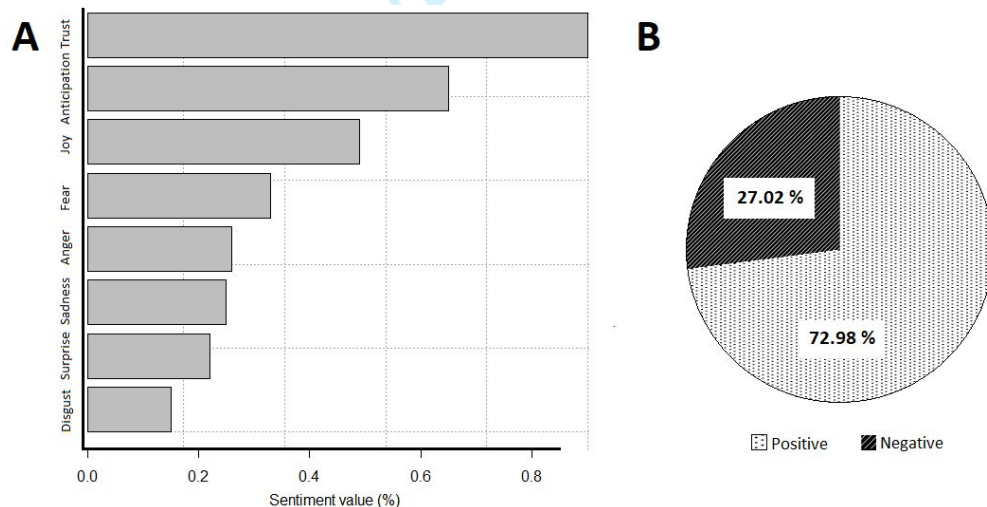 A
Trust
Anticipation
Joy
Fear
Anger
Sadness
Surprise
Disgust
0.0 0.2 0.4 0.6 0.8
Sentiment value (%)
B
27.02 %
72.98 %
Positive Negative